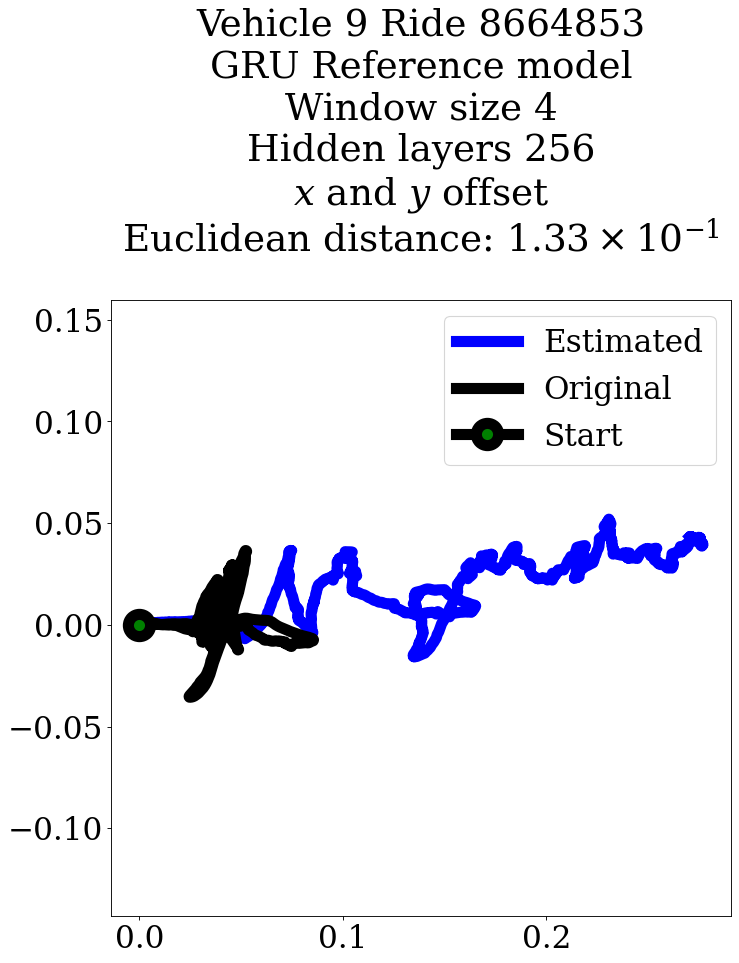 Vehicle 9 Ride 8664853
GRU Reference model
Window size 4
Hidden layers 256
x and y offset
Euclidean distance: 1.33 × 10⁻¹
Estimated
Original
Start
0.15
0.10
0.05
0.00
−0.05
−0.10
0.0 0.1 0.2